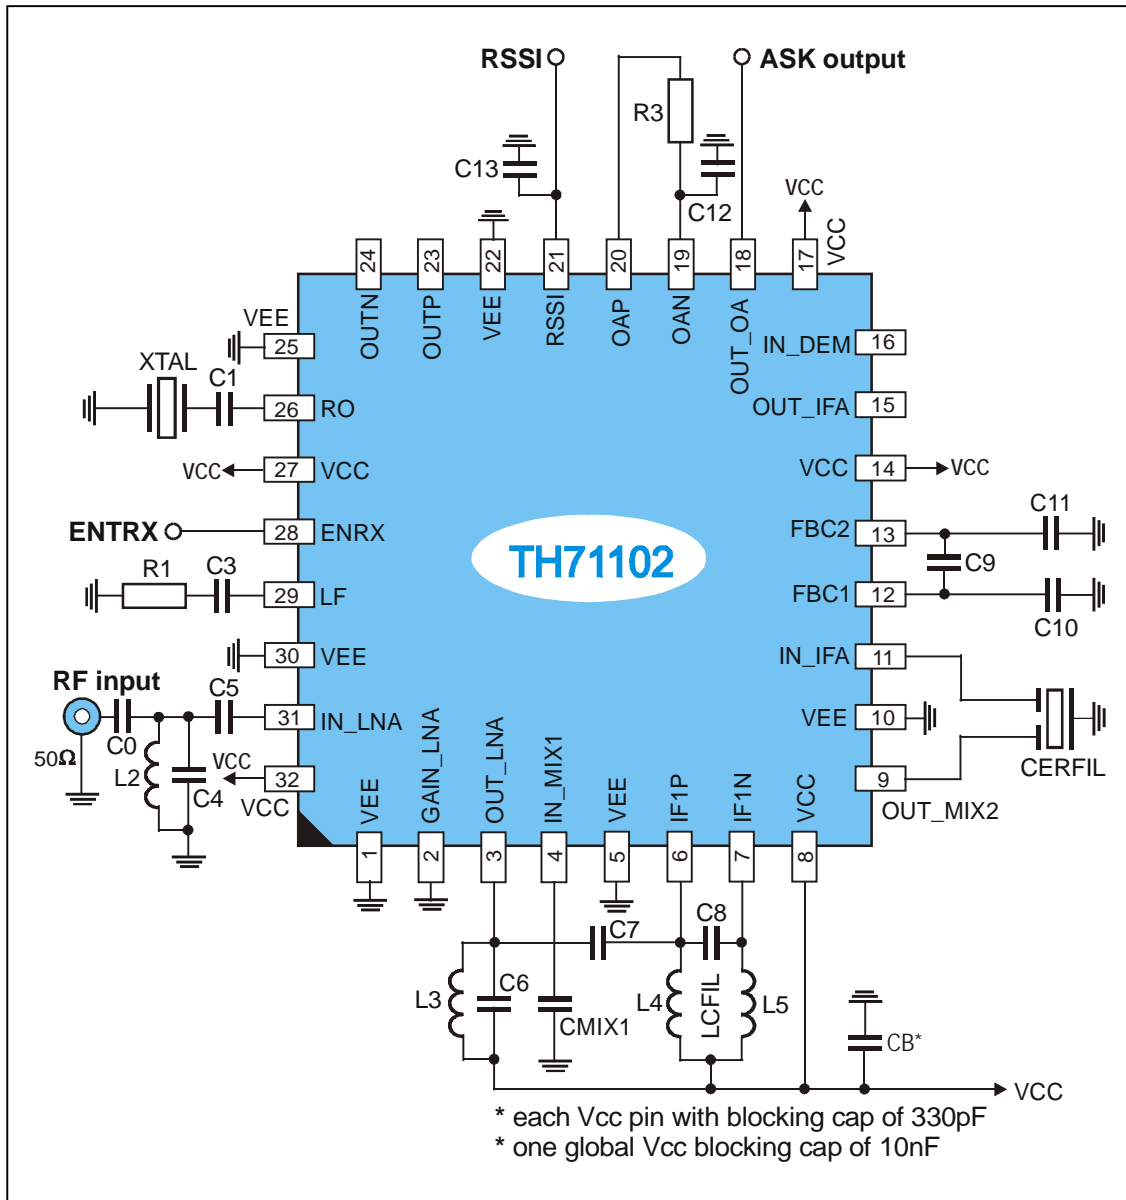 RSSI
ASK output
R3
C13
C12
VCC
VCC
24
23
22
21
20
19
18
17
OUTN
OUTP
VEE
RSSI
OAP
OAN
OUT_OA
VEE
25
IN_DEM
16
XTAL
C1
26
RO
OUT_IFA
15
VCC
27
VCC
VCC
14
VCC
ENTRX
28
ENRX
FBC2
13
C11
TH71102
C9
R1
C3
29
LF
FBC1
12
C10
30
VEE
IN_IFA
11
RF input
C5
31
IN_LNA
VEE
10
C0
50Ω
L2
C4
VCC
32
VCC
CERFIL
9
OUT_MIX2
VEE
GAIN_LNA
OUT_LNA
IN_MIX1
VEE
IF1P
IF1N
VCC
1
2
3
4
5
6
7
8
C7
C8
L3
C6
CMIX1
L4
LCFIL
L5
CB*
VCC
* each Vcc pin with blocking cap of 330pF
* one global Vcc blocking cap of 10nF